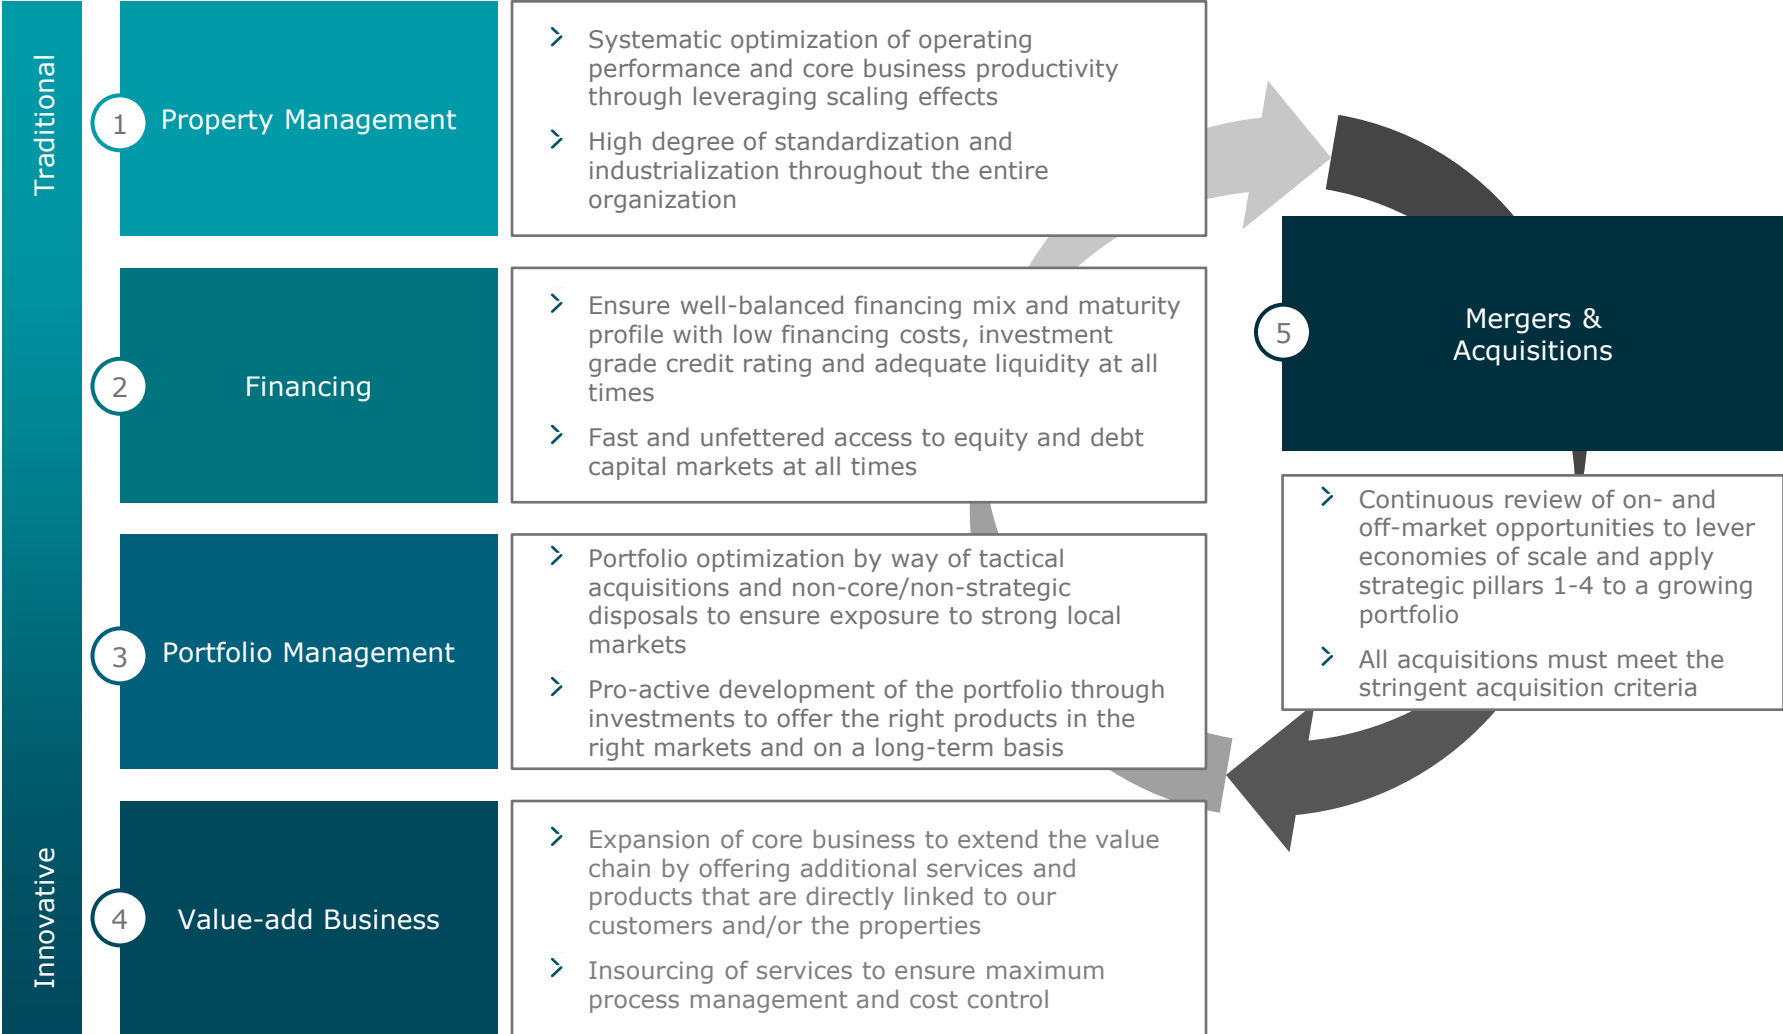 Traditional
1
Property Management
Systematic optimization of operating
performance and core business productivity
through leveraging scaling effects
High degree of standardization and
industrialization throughout the entire
organization
2
Financing
Ensure well-balanced financing mix and maturity
profile with low financing costs, investment
grade credit rating and adequate liquidity at all
times
Fast and unfettered access to equity and debt
capital markets at all times
3
Portfolio Management
Portfolio optimization by way of tactical
acquisitions and non-core/non-strategic
disposals to ensure exposure to strong local
markets
Pro-active development of the portfolio through
investments to offer the right products in the
right markets and on a long-term basis
Innovative
4
Value-add Business
Expansion of core business to extend the value
chain by offering additional services and
products that are directly linked to our
customers and/or the properties
Insourcing of services to ensure maximum
process management and cost control
5
Mergers &
Acquisitions
Continuous review of on- and
off-market opportunities to lever
economies of scale and apply
strategic pillars 1-4 to a growing
portfolio
All acquisitions must meet the
stringent acquisition criteria